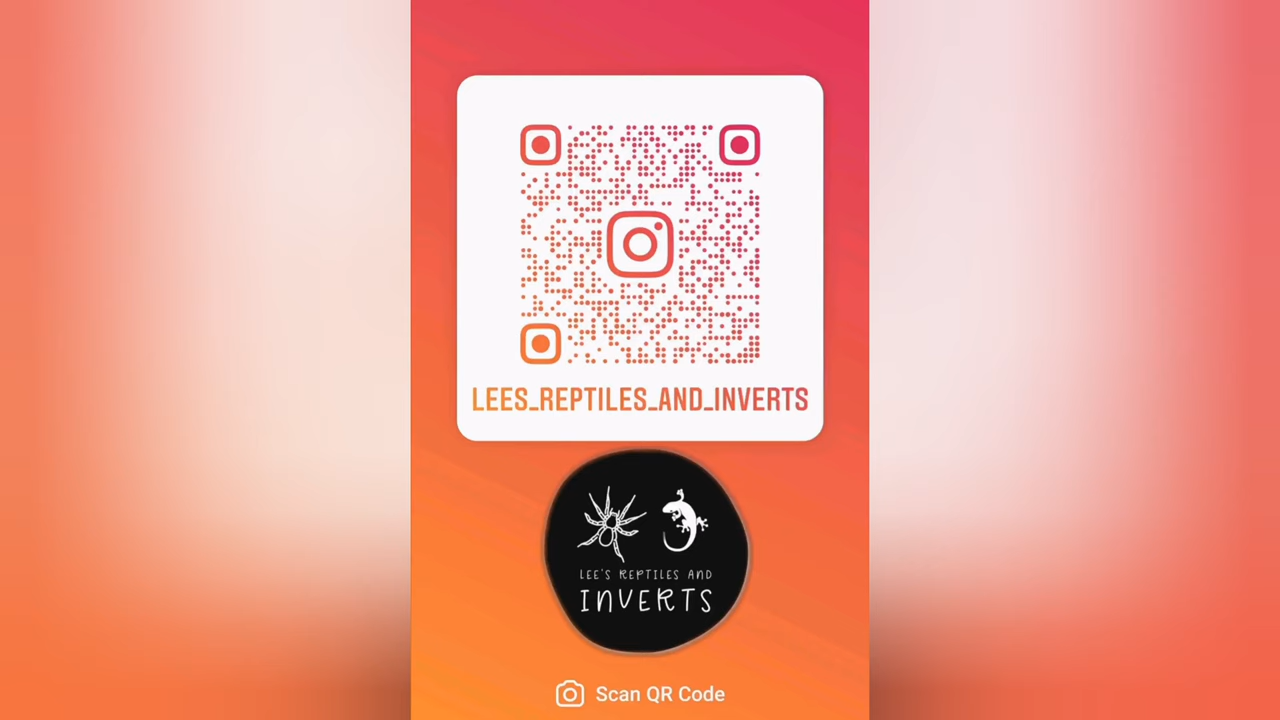 LEES_REPTILES_AND_INVERTS
LEE'S REPTILES AND
INVERTS
Scan QR Code